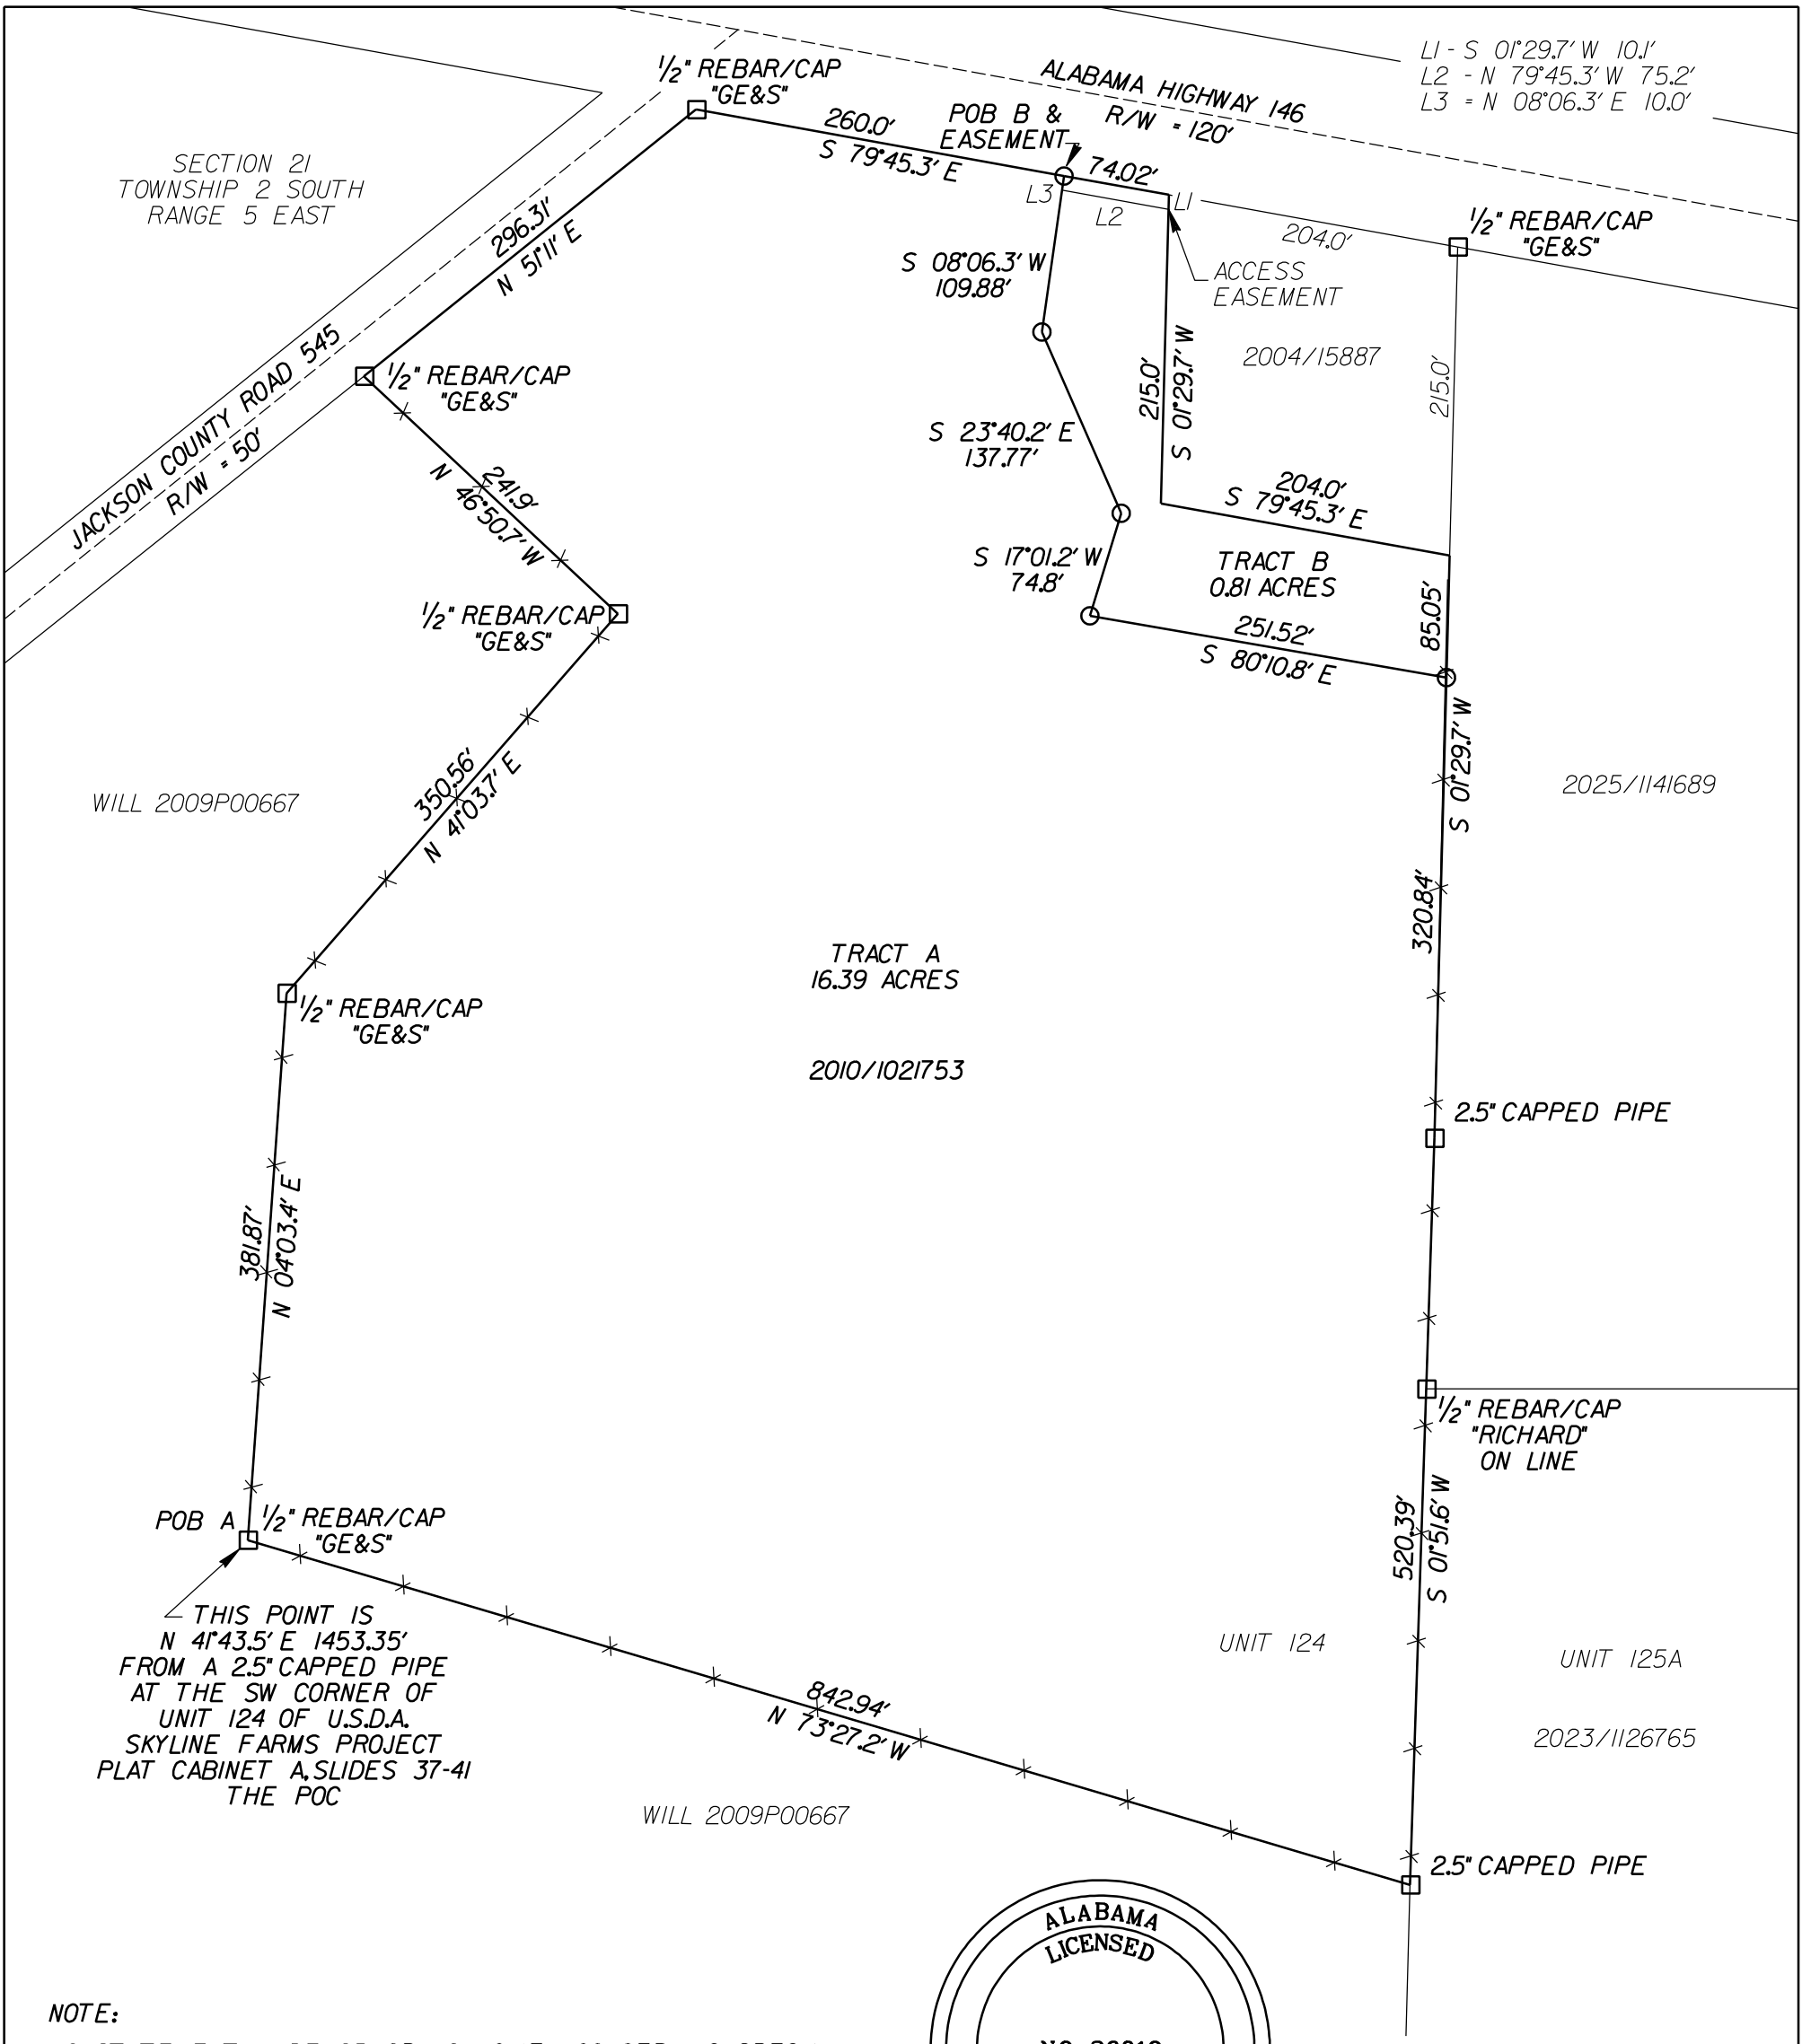 L1 - S 01°29.7' W 10.1'
L2 - N 79°45.3' W 75.2'
L3 = N 08°06.3' E 10.0'
ALABAMA HIGHWAY 146
R/W = 120'
1/2" REBAR/CAP
"GE&S"
260.0'
S 79°45.3' E
POB B &
EASEMENT
74.02'
L3
L2
L1
204.0'
1/2" REBAR/CAP
"GE&S"
SECTION 21
TOWNSHIP 2 SOUTH
RANGE 5 EAST
296.31'
N 51°11' E
S 08°06.3' W
109.88'
ACCESS
EASEMENT
2004/15887
215.0'
S 01°29.7' W
215.0'
JACKSON COUNTY ROAD 545
R/W = 50'
1/2" REBAR/CAP
"GE&S"
S 23°40.2' E
137.77'
241.9'
N 46°50.7' W
204.0'
S 79°45.3' E
S 17°01.2' W
74.8'
TRACT B
0.81 ACRES
85.05'
1/2" REBAR/CAP
"GE&S"
251.52'
S 80°10.8' E
S 01°29.7' W
320.84'
350.56'
N 41°03.7' E
WILL 2009P00667
2025/1141689
TRACT A
16.39 ACRES
2010/1021753
1/2" REBAR/CAP
"GE&S"
2.5" CAPPED PIPE
381.87'
N 04°03.4' E
1/2" REBAR/CAP
"RICHARD"
ON LINE
520.39'
S 01°51.6' W
POB A
1/2" REBAR/CAP
"GE&S"
THIS POINT IS
N 41°43.5' E 1453.35'
FROM A 2.5" CAPPED PIPE
AT THE SW CORNER OF
UNIT 124 OF U.S.D.A.
SKYLINE FARMS PROJECT
PLAT CABINET A, SLIDES 37-41
THE POC
842.94'
N 73°27.2' W
UNIT 124
UNIT 125A
2023/1126765
WILL 2009P00667
2.5" CAPPED PIPE
ALABAMA
LICENSED
NOTE: